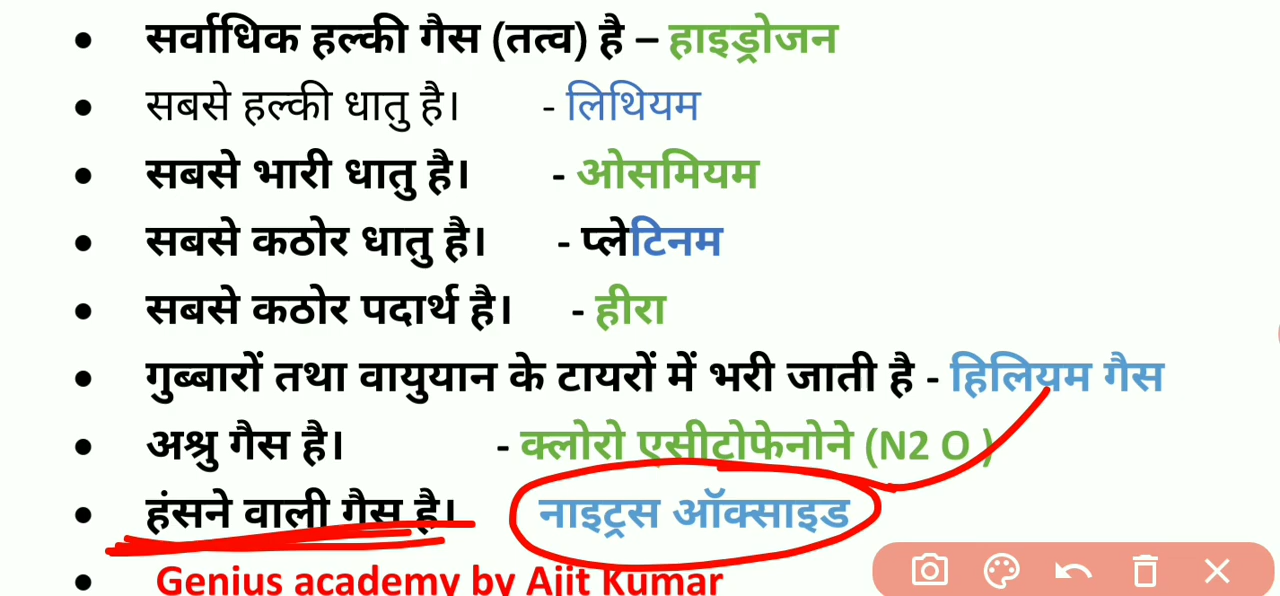 • सर्वाधिक हल्की गैस (तत्व) है – हाइड्रोजन
• सबसे हल्की धातु है। - लिथियम
• सबसे भारी धातु है। - ओसमियम
• सबसे कठोर धातु है। - प्लेटिनम
• सबसे कठोर पदार्थ है। - हीरा
• गुब्बारों तथा वायुयान के टायरों में भरी जाती है - हिलियम गैस
• अश्रु गैस है। - क्लोरो एसीटोफेनोने (N2 O )
• हंसने वाली गैस है। नाइट्रस ऑक्साइड
• Genius academy by Ajit Kumar